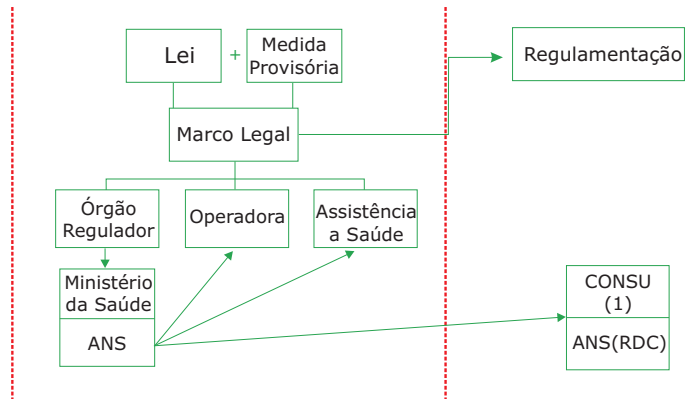 Lei
+
Medida
Provisória
Regulamentação
Marco Legal
Órgão
Regulador
Operadora
Assistência
a Saúde
Ministério
da Saúde
ANS
CONSU
(1)
ANS(RDC)